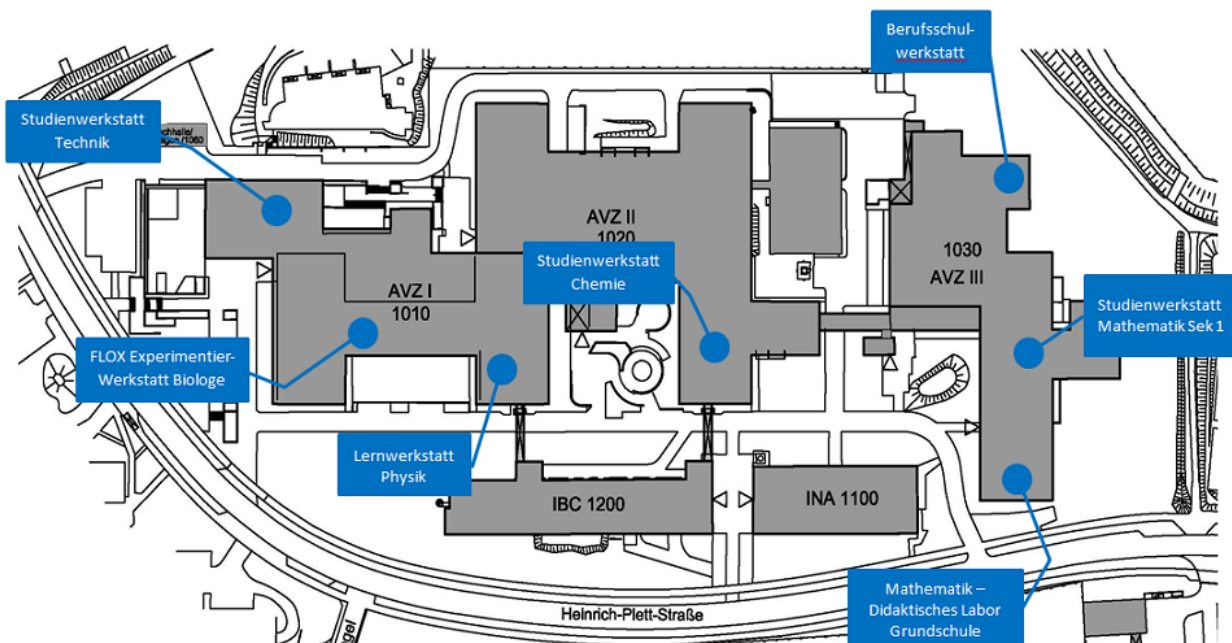 Berufsschul-
werkstatt
Studienwerkstatt
Technik
/1060
AVZ II
1020
Studienwerkstatt
Chemie
1030
AVZ III
AVZ I
1010
Studienwerkstatt
Mathematik Sek 1
FLOX Experimentier-
Werkstatt Biologe
Lernwerkstatt
Physik
IBC 1200
INA 1100
Mathematik –
Didaktisches Labor
Grundschule
Heinrich-Plett-Straße